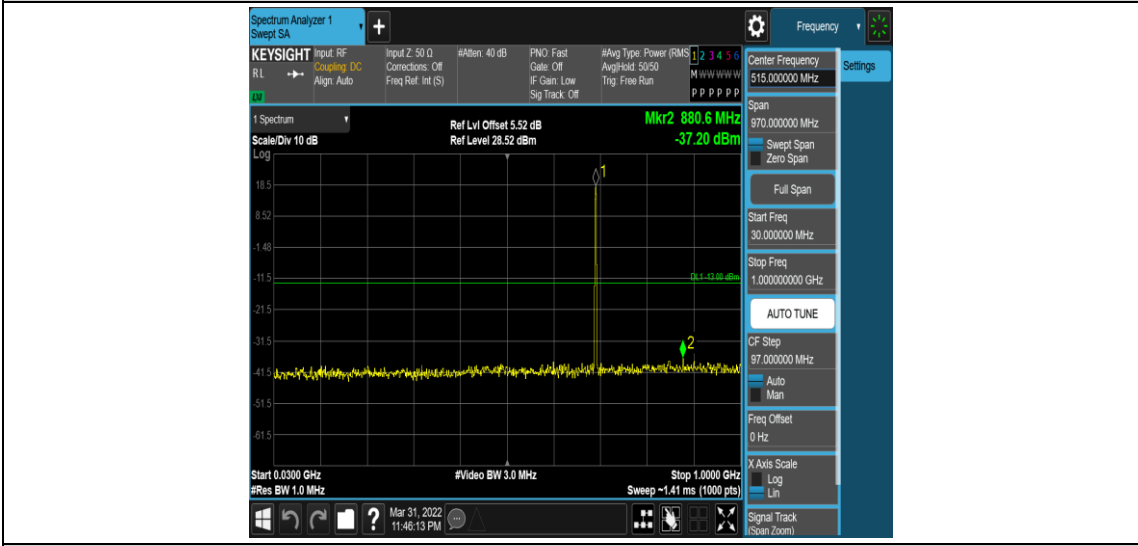 Spectrum Analyzer 1
Swept SA
+
Frequency
KEYSIGHT
RL
Input: RF
Coupling: DC
Align: Auto
Input Z: 50 Ω
Corrections: Off
Freq Ref: Int (S)
#Atten: 40 dB
PNO: Fast
Gate: Off
IF Gain: Low
Sig Track: Off
#Avg Type: Power (RMS
Avg|Hold: 50/50
Trig: Free Run
1 2 3 4 5 6
M W W W W W
P P P P P P
1 Spectrum
Scale/Div 10 dB
Log
Ref Lvl Offset 5.52 dB
Ref Level 28.52 dBm
Mkr2 880.6 MHz
-37.20 dBm
18.5
8.52
-1.48
-11.5
-21.5
-31.5
-41.5
-51.5
-61.5
1
DL1 -13.00 dBm
2
Start 0.0300 GHz
#Res BW 1.0 MHz
#Video BW 3.0 MHz
Stop 1.0000 GHz
Sweep ~1.41 ms (1000 pts)
?
Mar 31, 2022
11:46:13 PM
Center Frequency
515.000000 MHz
Span
970.000000 MHz
Swept Span
Zero Span
Full Span
Start Freq
30.000000 MHz
Stop Freq
1.000000000 GHz
AUTO TUNE
CF Step
97.000000 MHz
Auto
Man
Freq Offset
0 Hz
X Axis Scale
Log
Lin
Signal Track
(Span Zoom)
Settings